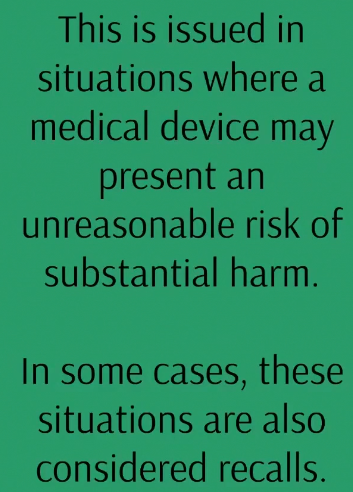 This is issued in
situations where a
medical device may
present an
unreasonable risk of
substantial harm.
In some cases, these
situations are also
considered recalls.